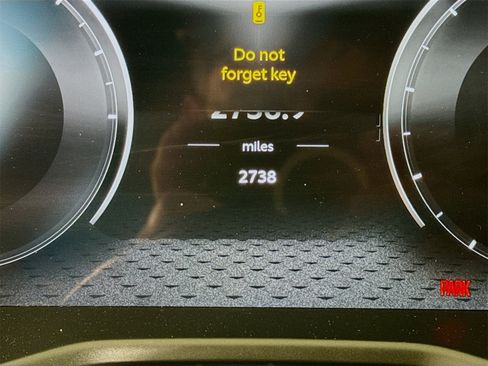 Do not
forget key
miles
2738
PARK